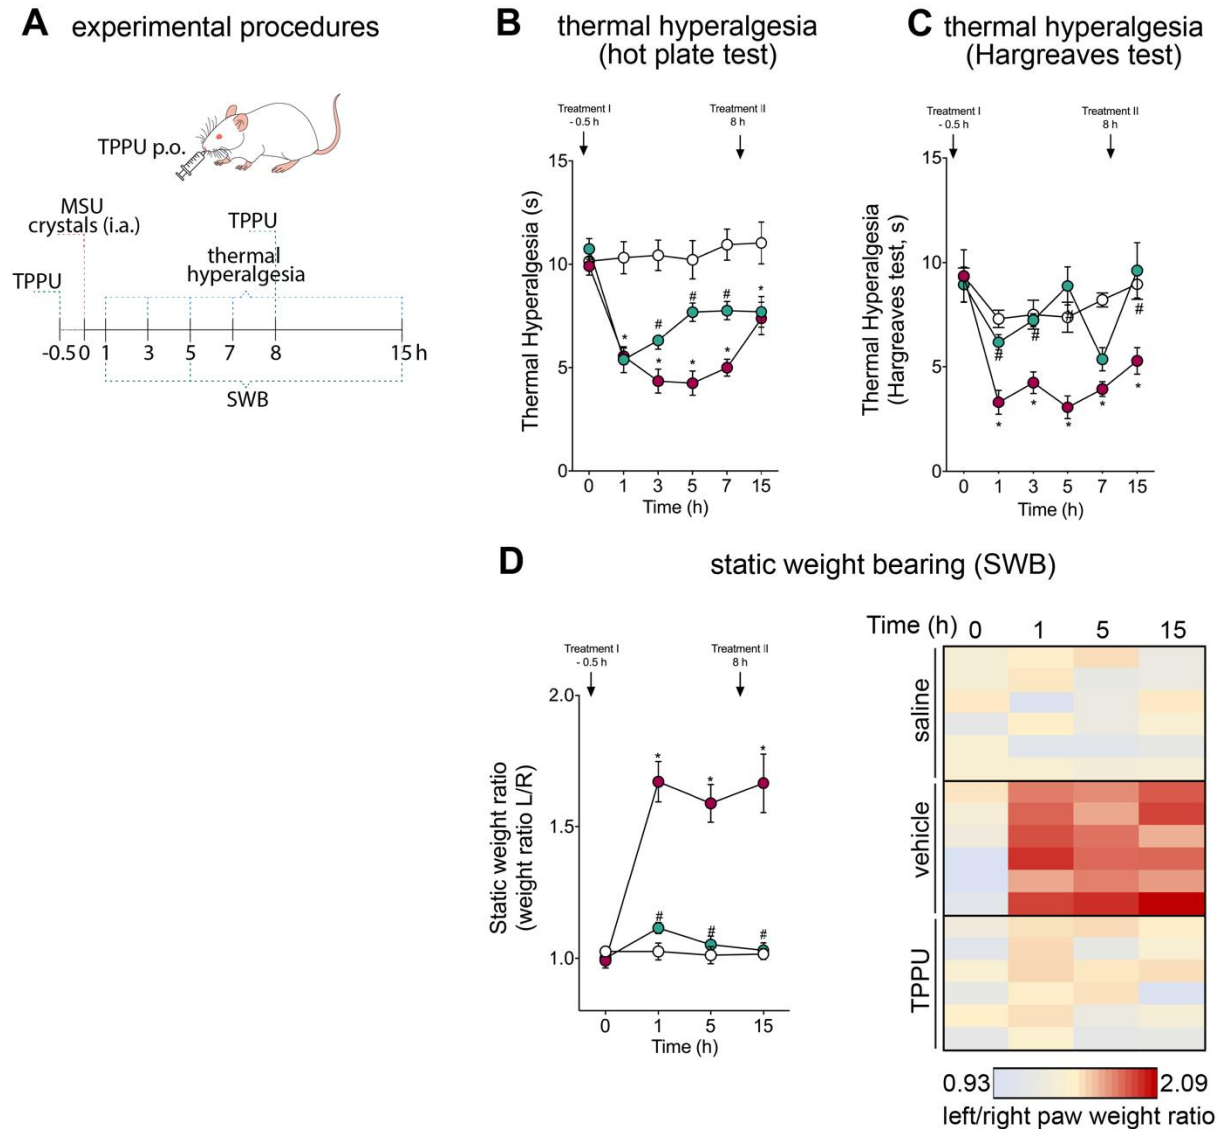 A experimental procedures
TPPU p.o.
MSU
crystals (i.a.)
TPPU
thermal
hyperalgesia
TPPU
-0.5 0 1 3 5 7 8 15 h
SWB
B thermal hyperalgesia
(hot plate test)
Treatment I
- 0.5 h
Treatment II
8 h
Thermal Hyperalgesia (s)
15
10
5
0
* # # # *
* * *
0 1 3 5 7 15
Time (h)
C thermal hyperalgesia
(Hargreaves test)
Treatment I
- 0.5 h
Treatment II
8 h
Thermal Hyperalgesia
(Hargreaves test, s)
15
10
5
0
# # # #
* * * * *
0 1 3 5 7 15
Time (h)
D static weight bearing (SWB)
Treatment I
- 0.5 h
Treatment II
8 h
Static weight ratio
(weight ratio L/R)
2.0
1.5
1.0
* * *
# # #
0 1 5 15
Time (h)
Time (h) 0 1 5 15
saline
vehicle
TPPU
0.93 2.09
left/right paw weight ratio